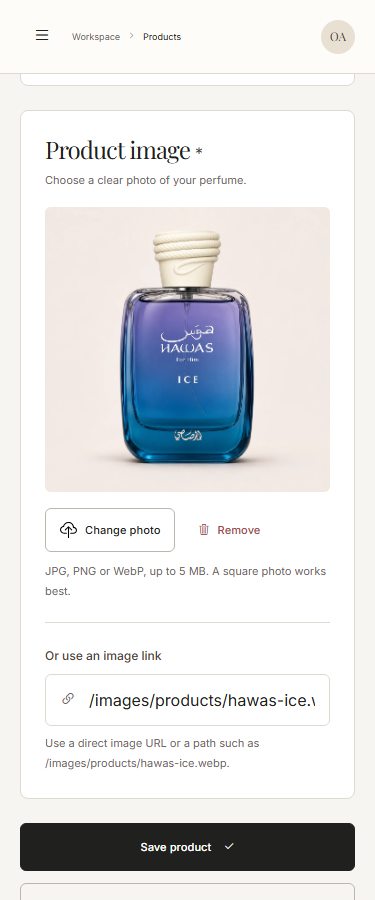 Workspace > Products
OA
Product image *
Choose a clear photo of your perfume.
هوس
HAWAS
for Him
ICE
الرصاصي
Change photo
Remove
JPG, PNG or WebP, up to 5 MB. A square photo works
best.
Or use an image link
/images/products/hawas-ice.w
Use a direct image URL or a path such as
/images/products/hawas-ice.webp.
Save product